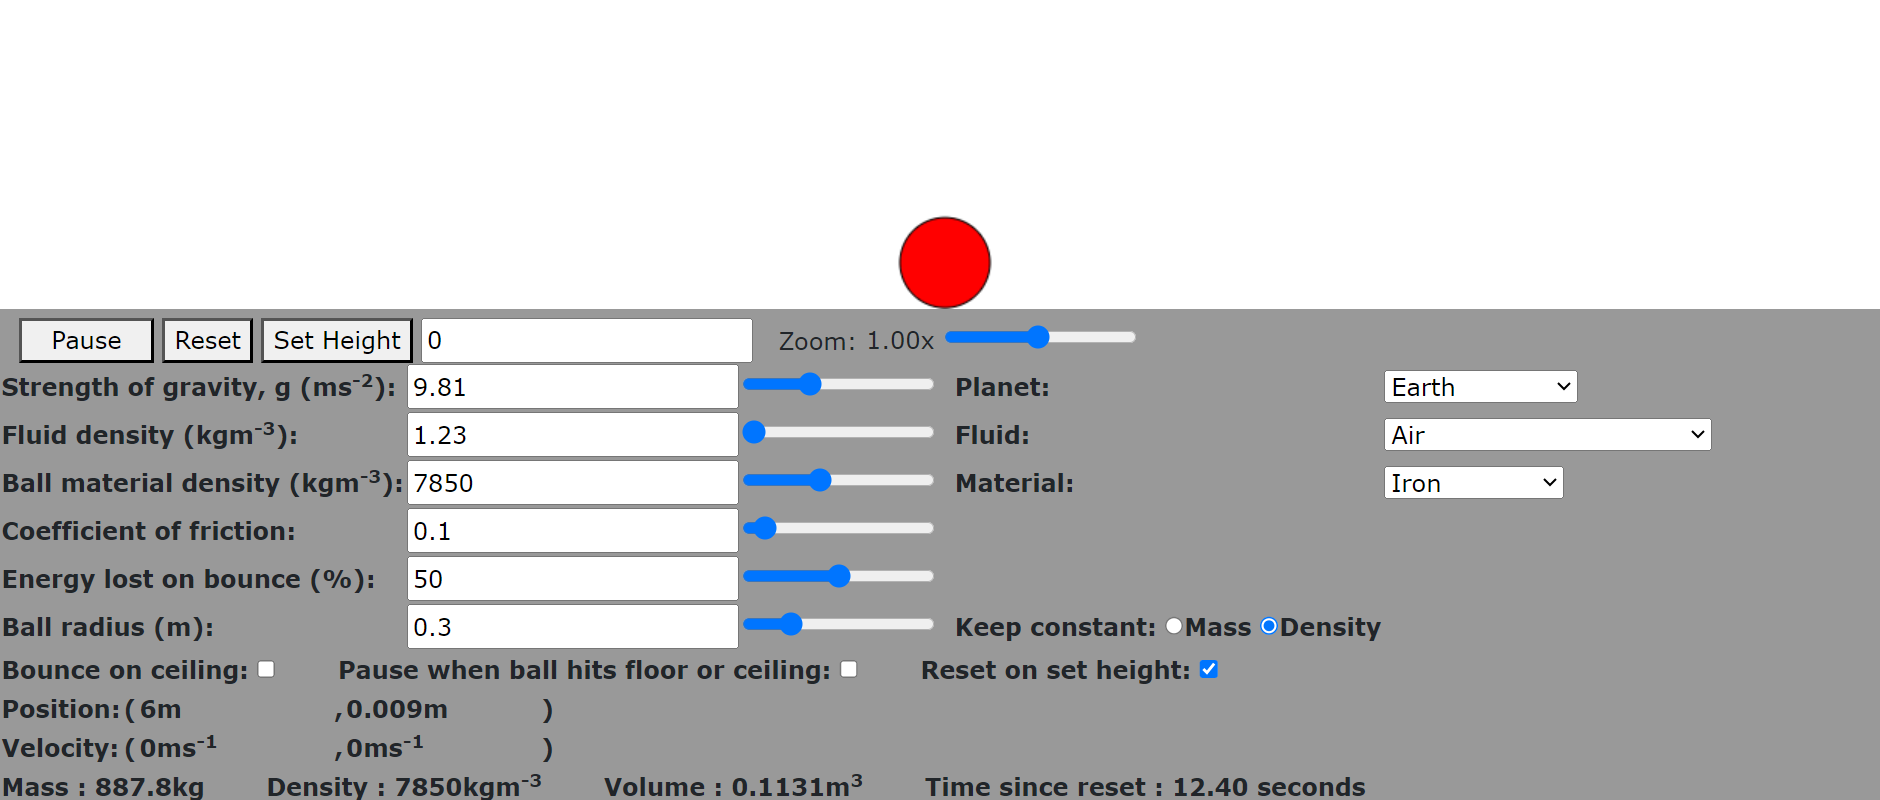 Pause Reset Set Height 0 Zoom: 1.00x
Strength of gravity, g (ms⁻²): 9.81 Planet: Earth
Fluid density (kgm⁻³): 1.23 Fluid: Air
Ball material density (kgm⁻³): 7850 Material: Iron
Coefficient of friction: 0.1
Energy lost on bounce (%): 50
Ball radius (m): 0.3 Keep constant: Mass Density
Bounce on ceiling: Pause when ball hits floor or ceiling: Reset on set height:
Position: ( 6m , 0.009m )
Velocity: ( 0ms⁻¹ , 0ms⁻¹ )
Mass : 887.8kg Density : 7850kgm⁻³ Volume : 0.1131m³ Time since reset : 12.40 seconds